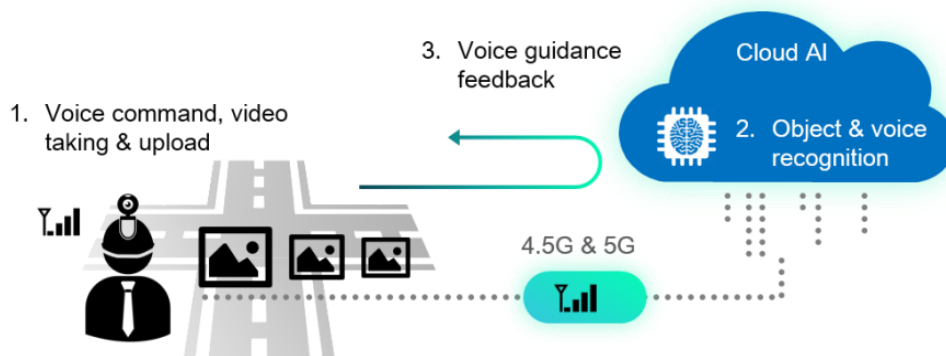 1. Voice command, video
taking & upload
Cloud AI
2. Object & voice
recognition
3. Voice guidance
feedback
4.5G & 5G